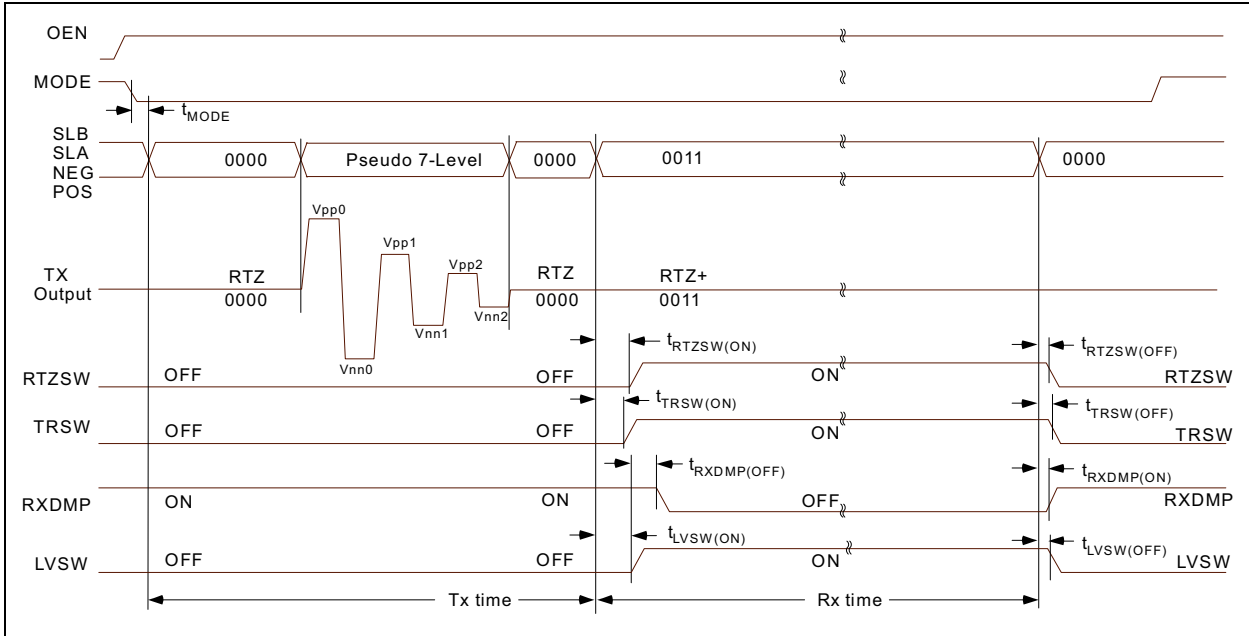 OEN
MODE
tMODE
SLB
SLA
NEG
POS
0000 Pseudo 7-Level 0000 0011 0000
Vpp0
Vpp1
Vpp2
TX
Output
RTZ
0000
RTZ
0000
RTZ+
0011
Vnn2
Vnn1
Vnn0
tRTZSW(ON) tRTZSW(OFF)
RTZSW OFF OFF ON RTZSW
tTRSW(ON) tTRSW(OFF)
TRSW OFF OFF ON TRSW
tRXDMP(OFF) tRXDMP(ON)
RXDMP ON ON OFF RXDMP
tLVSW(ON) tLVSW(OFF)
LVSW OFF OFF ON LVSW
Tx time Rx time